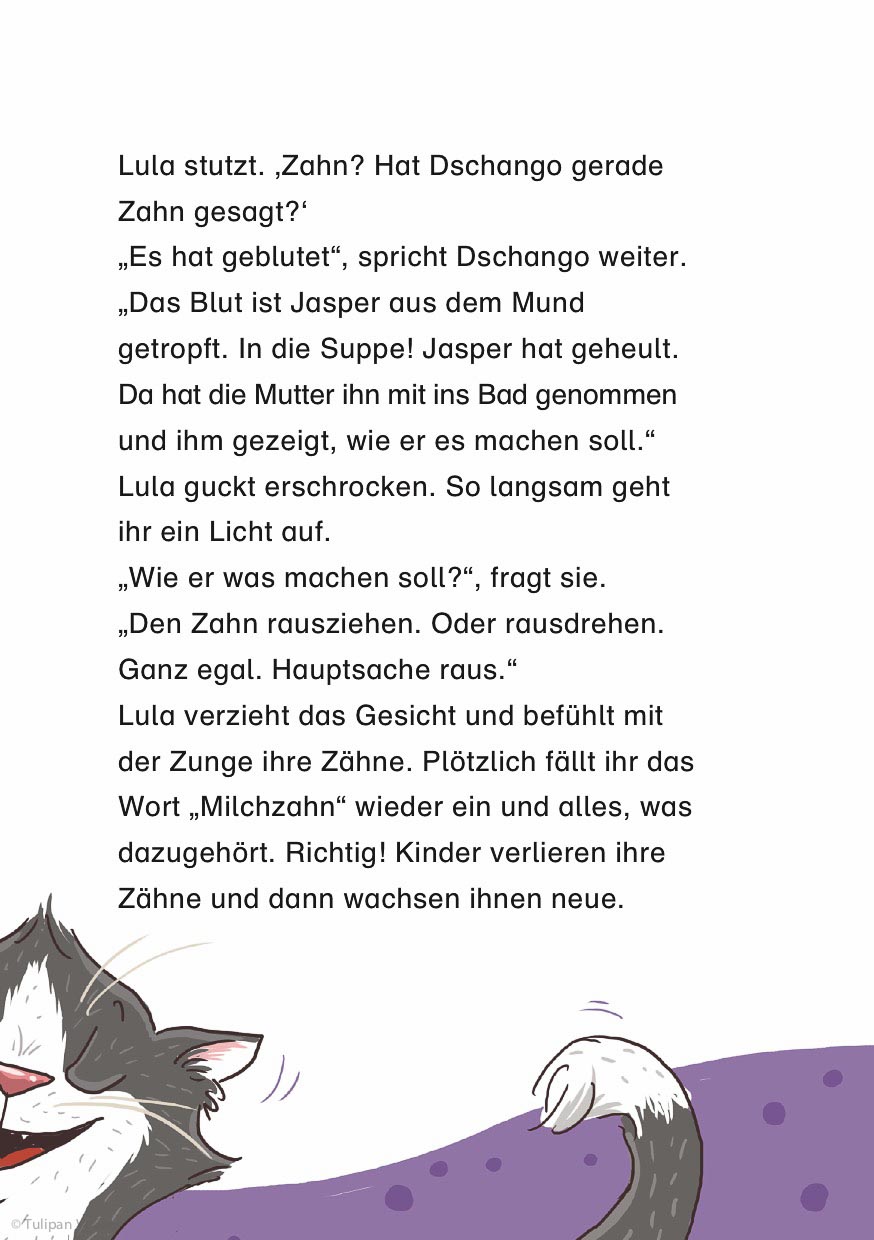 Lula stutzt. ‚Zahn? Hat Dschango gerade
Zahn gesagt?‘
„Es hat geblutet“, spricht Dschango weiter.
„Das Blut ist Jasper aus dem Mund
getropft. In die Suppe! Jasper hat geheult.
Da hat die Mutter ihn mit ins Bad genommen
und ihm gezeigt, wie er es machen soll.“
Lula guckt erschrocken. So langsam geht
ihr ein Licht auf.
„Wie er was machen soll?“, fragt sie.
„Den Zahn rausziehen. Oder rausdrehen.
Ganz egal. Hauptsache raus.“
Lula verzieht das Gesicht und befühlt mit
der Zunge ihre Zähne. Plötzlich fällt ihr das
Wort „Milchzahn“ wieder ein und alles, was
dazugehört. Richtig! Kinder verlieren ihre
Zähne und dann wachsen ihnen neue.
© Tulipan